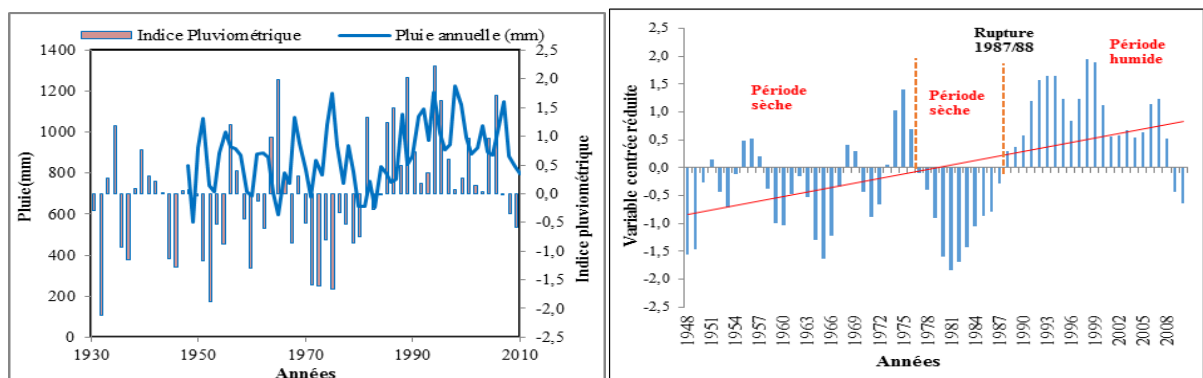 Indice Pluviométrique
Pluie annuelle (mm)
1400
1200
1000
800
600
400
200
0
Pluie(mm)
2,5
2,0
1,5
1,0
0,5
0,0
-0,5
-1,0
-1,5
-2,0
-2,5
Indice pluviométrique
1930 1950 1970 1990 2010
Années
2,5
2,0
1,5
1,0
0,5
0,0
-0,5
-1,0
-1,5
-2,0
-2,5
Variable centrée réduite
Période
sèche
Période
sèche
Rupture
1987/88
Période
humide
1948 1951 1954 1957 1960 1963 1966 1969 1972 1975 1978 1981 1984 1987 1990 1993 1996 1999 2002 2005 2008
Années